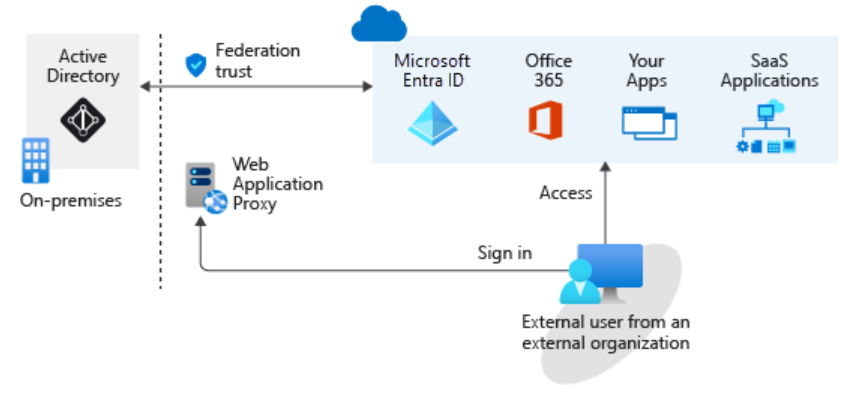 Active
Directory
On-premises
Federation
trust
Web
Application
Proxy
Microsoft
Entra ID
Office
365
Your
Apps
SaaS
Applications
Access
Sign in
External user from an
external organization